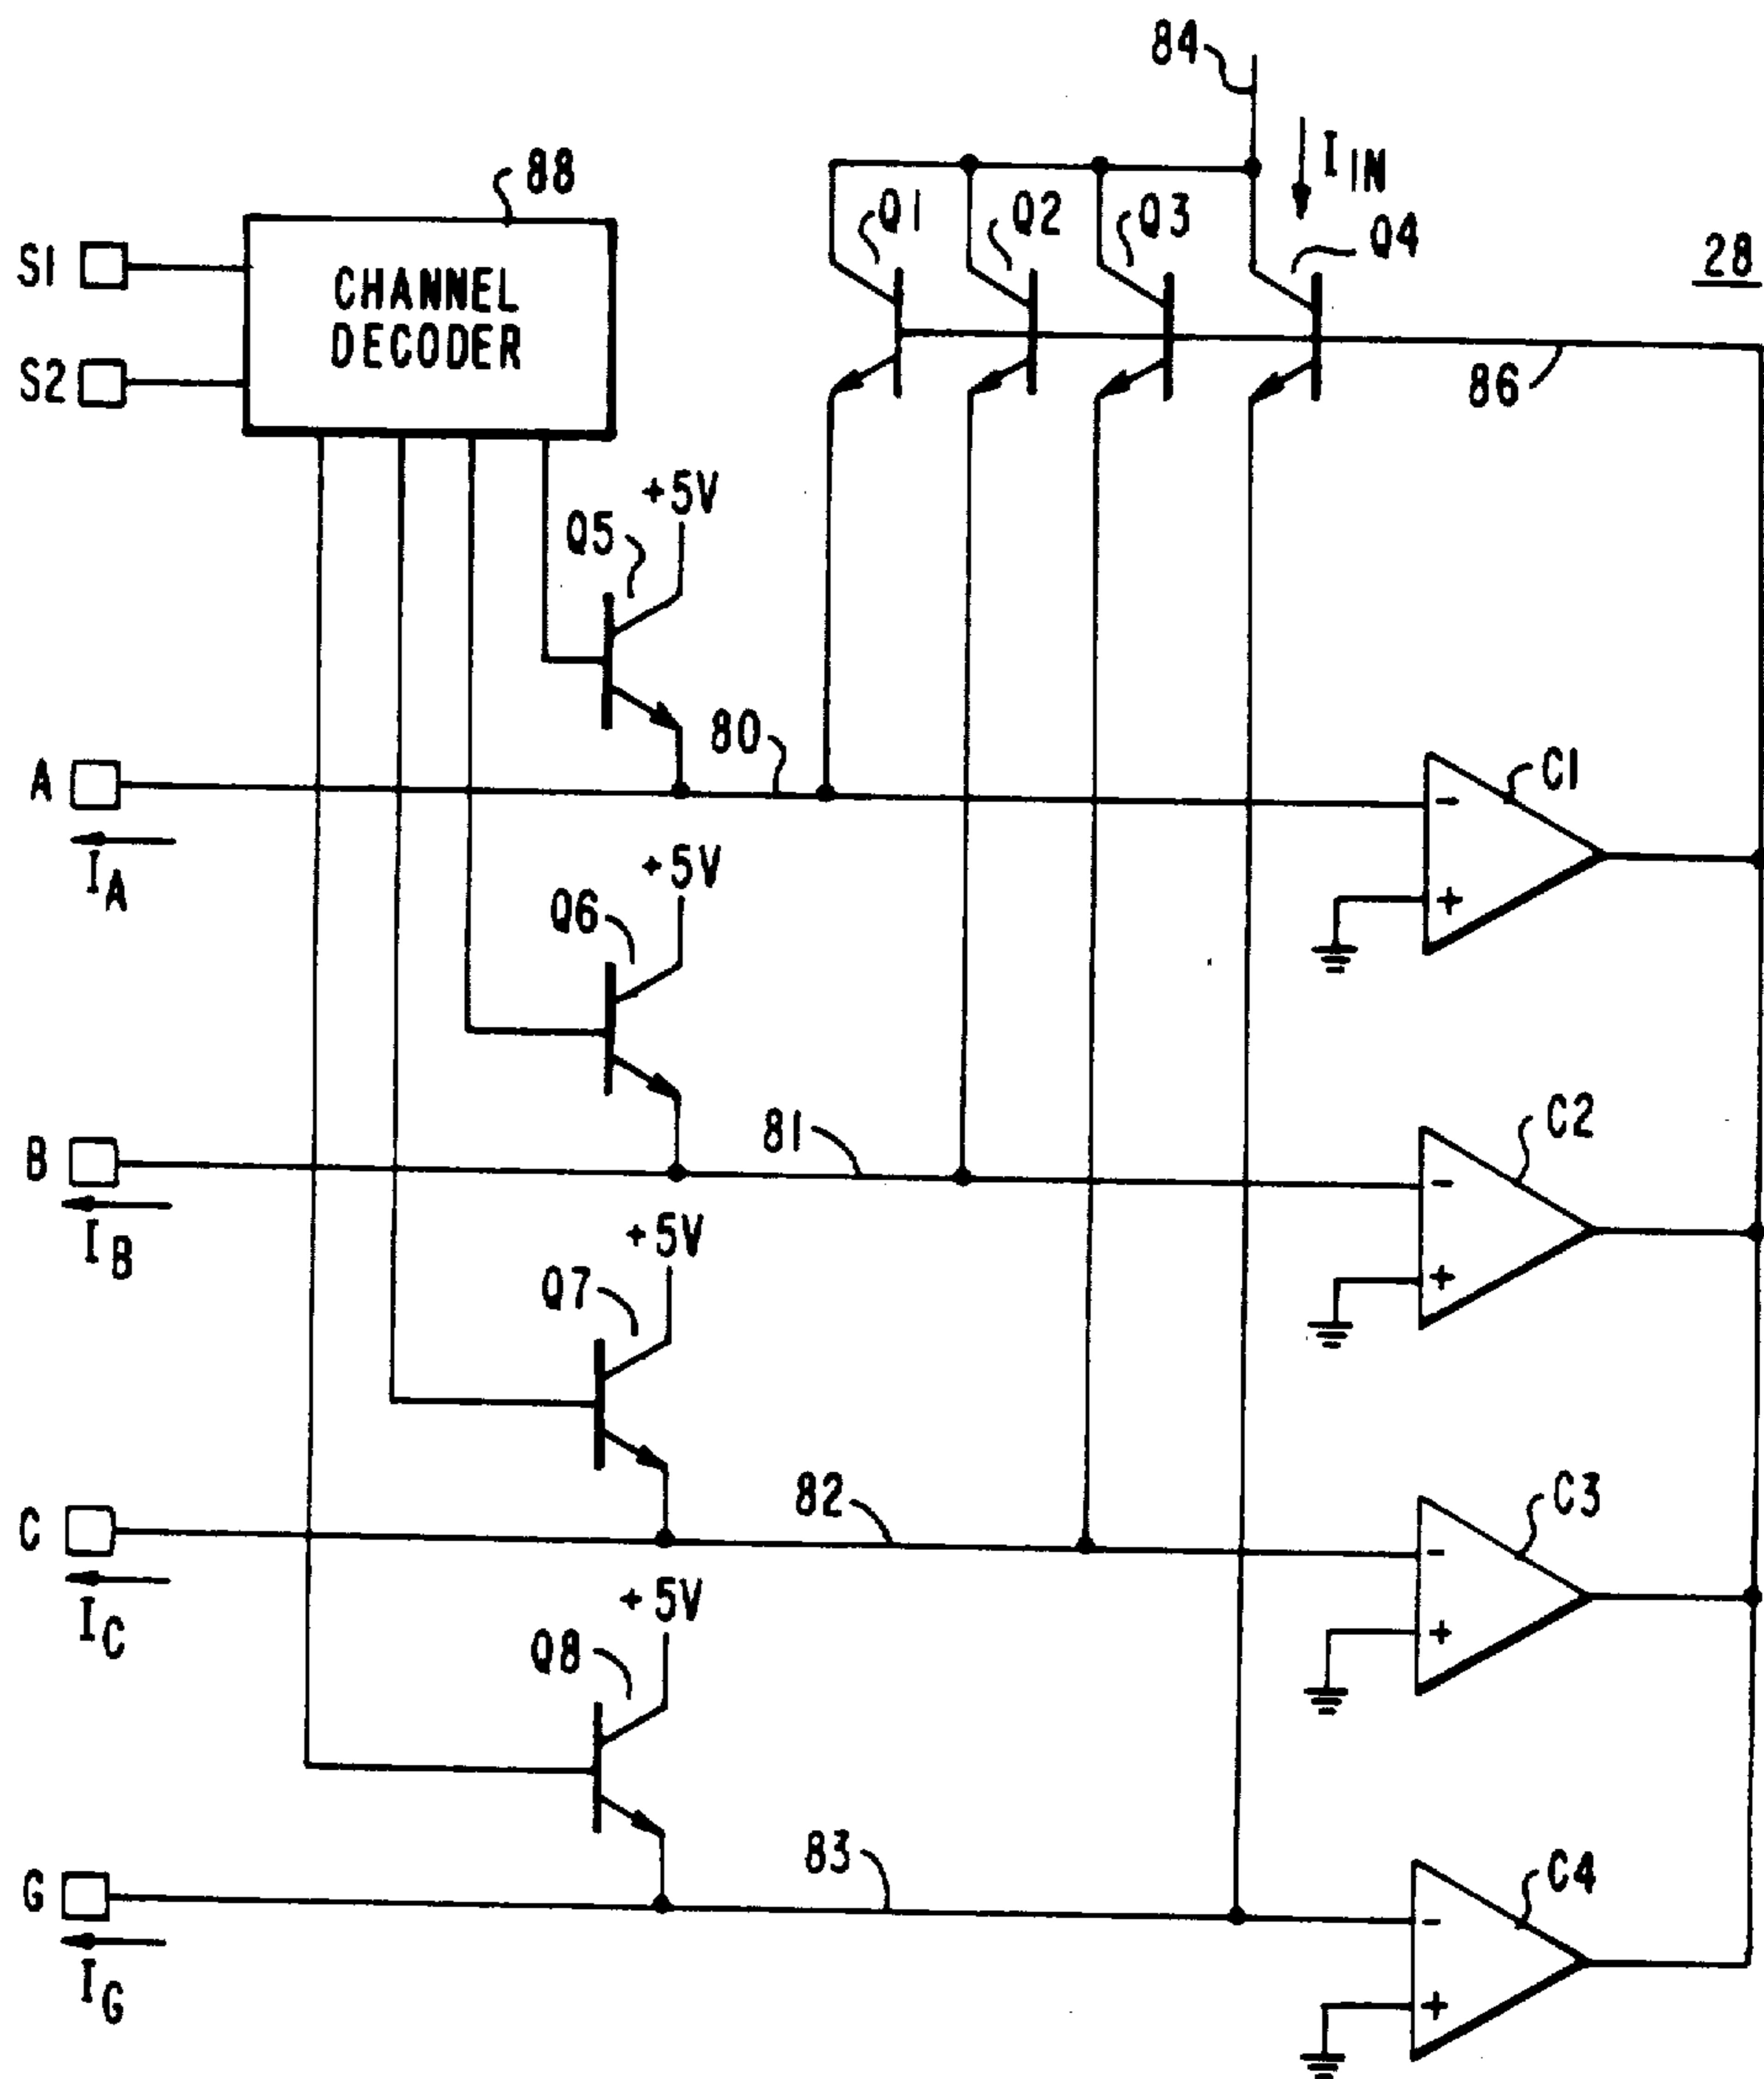 84
88
I IN
Q1
Q2
Q3
Q4
28
S1
CHANNEL
DECODER
S2
86
+5V
Q5
80
A
-
C1
I A
+5V
+
Q6
81
C2
B
-
I B
+5V
+
Q7
82
C3
C
-
I C
+5V
+
Q8
83
C4
G
-
I G
+